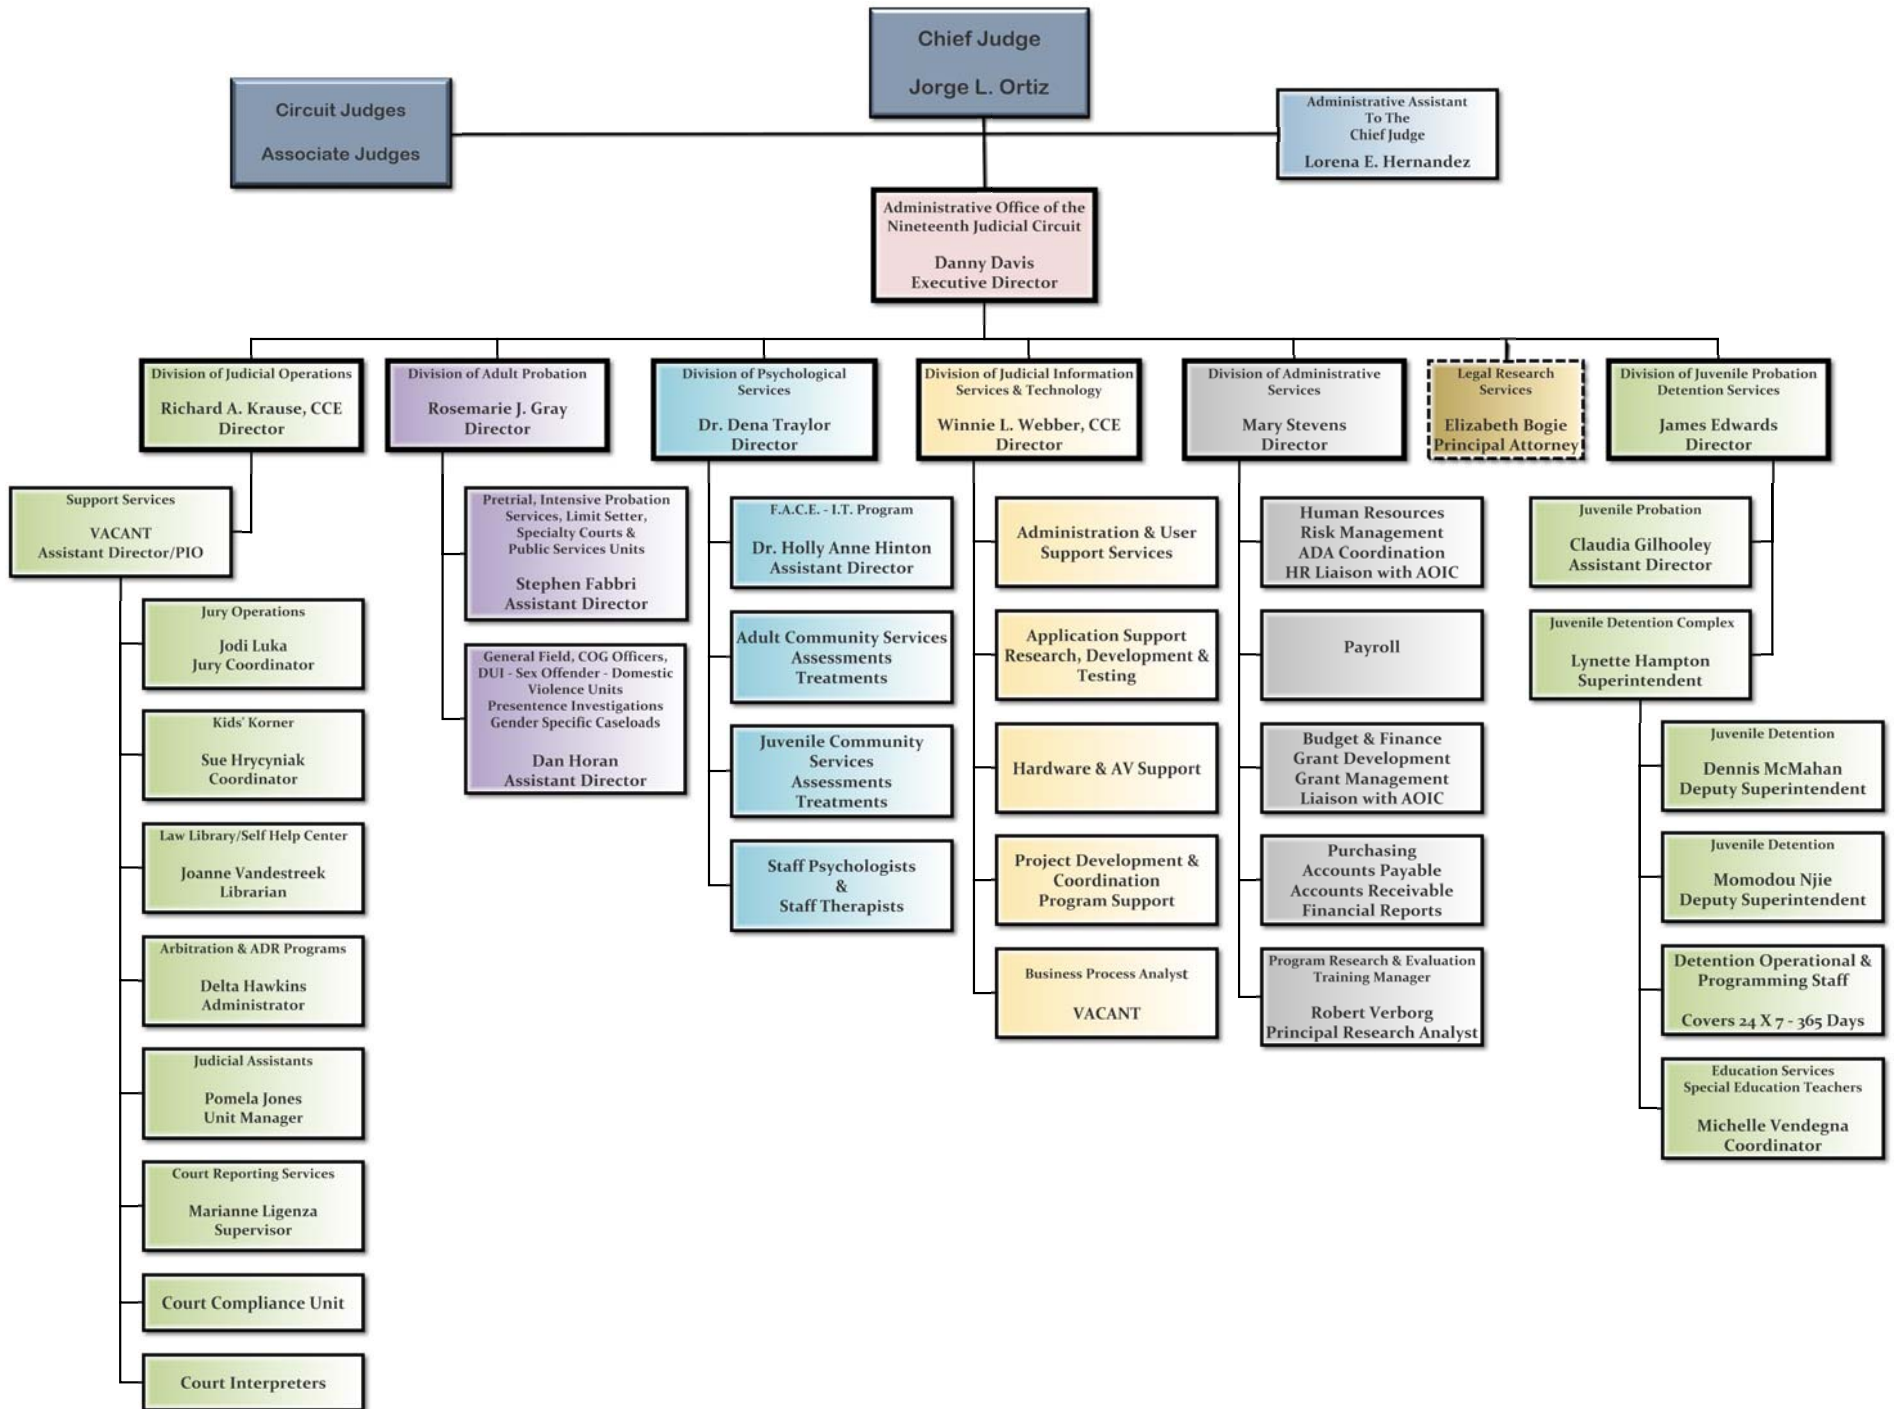 Chief Judge
Jorge L. Ortiz
Circuit Judges
Associate Judges
Administrative Assistant
To The
Chief Judge
Lorena E. Hernandez
Administrative Office of the
Nineteenth Judicial Circuit
Danny Davis
Executive Director
Division of Judicial Operations
Richard A. Krause, CCE
Director
Division of Adult Probation
Rosemarie J. Gray
Director
Division of Psychological
Services
Dr. Dena Traylor
Director
Division of Judicial Information
Services & Technology
Winnie L. Webber, CCE
Director
Division of Administrative
Services
Mary Stevens
Director
Legal Research
Services
Elizabeth Bogie
Principal Attorney
Division of Juvenile Probation
Detention Services
James Edwards
Director
Support Services
VACANT
Assistant Director/PIO
Jury Operations
Jodi Luka
Jury Coordinator
Kids' Korner
Sue Hrycyniak
Coordinator
Law Library/Self Help Center
Joanne Vandestreek
Librarian
Arbitration & ADR Programs
Delta Hawkins
Administrator
Judicial Assistants
Pomela Jones
Unit Manager
Court Reporting Services
Marianne Ligenza
Supervisor
Court Compliance Unit
Court Interpreters
Pretrial, Intensive Probation
Services, Limit Setter,
Specialty Courts &
Public Services Units
Stephen Fabbri
Assistant Director
General Field, COG Officers,
DUI - Sex Offender - Domestic
Violence Units
Presentence Investigations
Gender Specific Caseloads
Dan Horan
Assistant Director
F.A.C.E. - I.T. Program
Dr. Holly Anne Hinton
Assistant Director
Adult Community Services
Assessments
Treatments
Juvenile Community
Services
Assessments
Treatments
Staff Psychologists
&
Staff Therapists
Administration & User
Support Services
Application Support
Research, Development &
Testing
Hardware & AV Support
Project Development &
Coordination
Program Support
Business Process Analyst
VACANT
Human Resources
Risk Management
ADA Coordination
HR Liaison with AOIC
Payroll
Budget & Finance
Grant Development
Grant Management
Liaison with AOIC
Purchasing
Accounts Payable
Accounts Receivable
Financial Reports
Program Research & Evaluation
Training Manager
Robert Verborg
Principal Research Analyst
Juvenile Probation
Claudia Gilhooley
Assistant Director
Juvenile Detention Complex
Lynette Hampton
Superintendent
Juvenile Detention
Dennis McMahan
Deputy Superintendent
Juvenile Detention
Momodou Njie
Deputy Superintendent
Detention Operational &
Programming Staff
Covers 24 X 7 - 365 Days
Education Services
Special Education Teachers
Michelle Vendegna
Coordinator